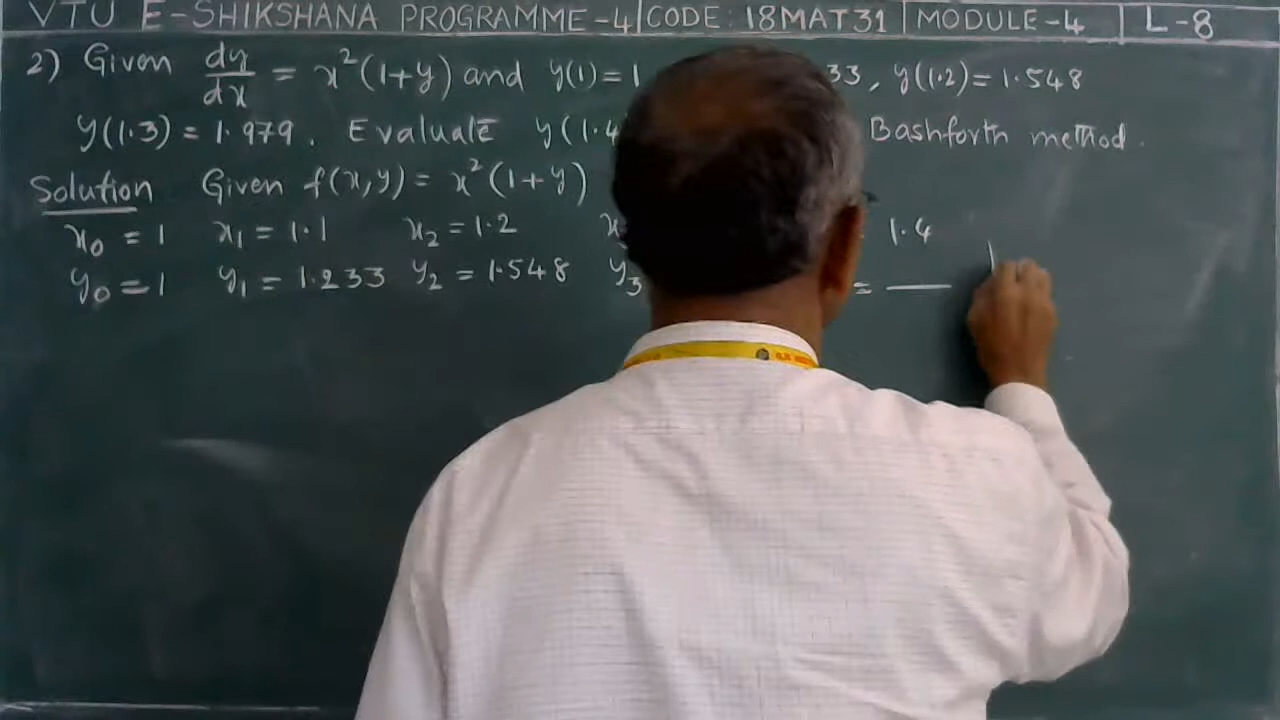 VTU E-SHIKSHANA PROGRAMME-4 CODE: 18MAT31 MODULE-4 L-8
2) Given dy/dx = x²(1+y) and y(1)=1 33, y(1.2)=1.548
y(1.3) = 1.979. Evaluate y(1.4 Bashforth method.
Solution Given f(x,y) = x²(1+y)
x₀ = 1 x₁ = 1.1 x₂ = 1.2 x 1.4
y₀ = 1 y₁ = 1.233 y₂ = 1.548 y₃ = —